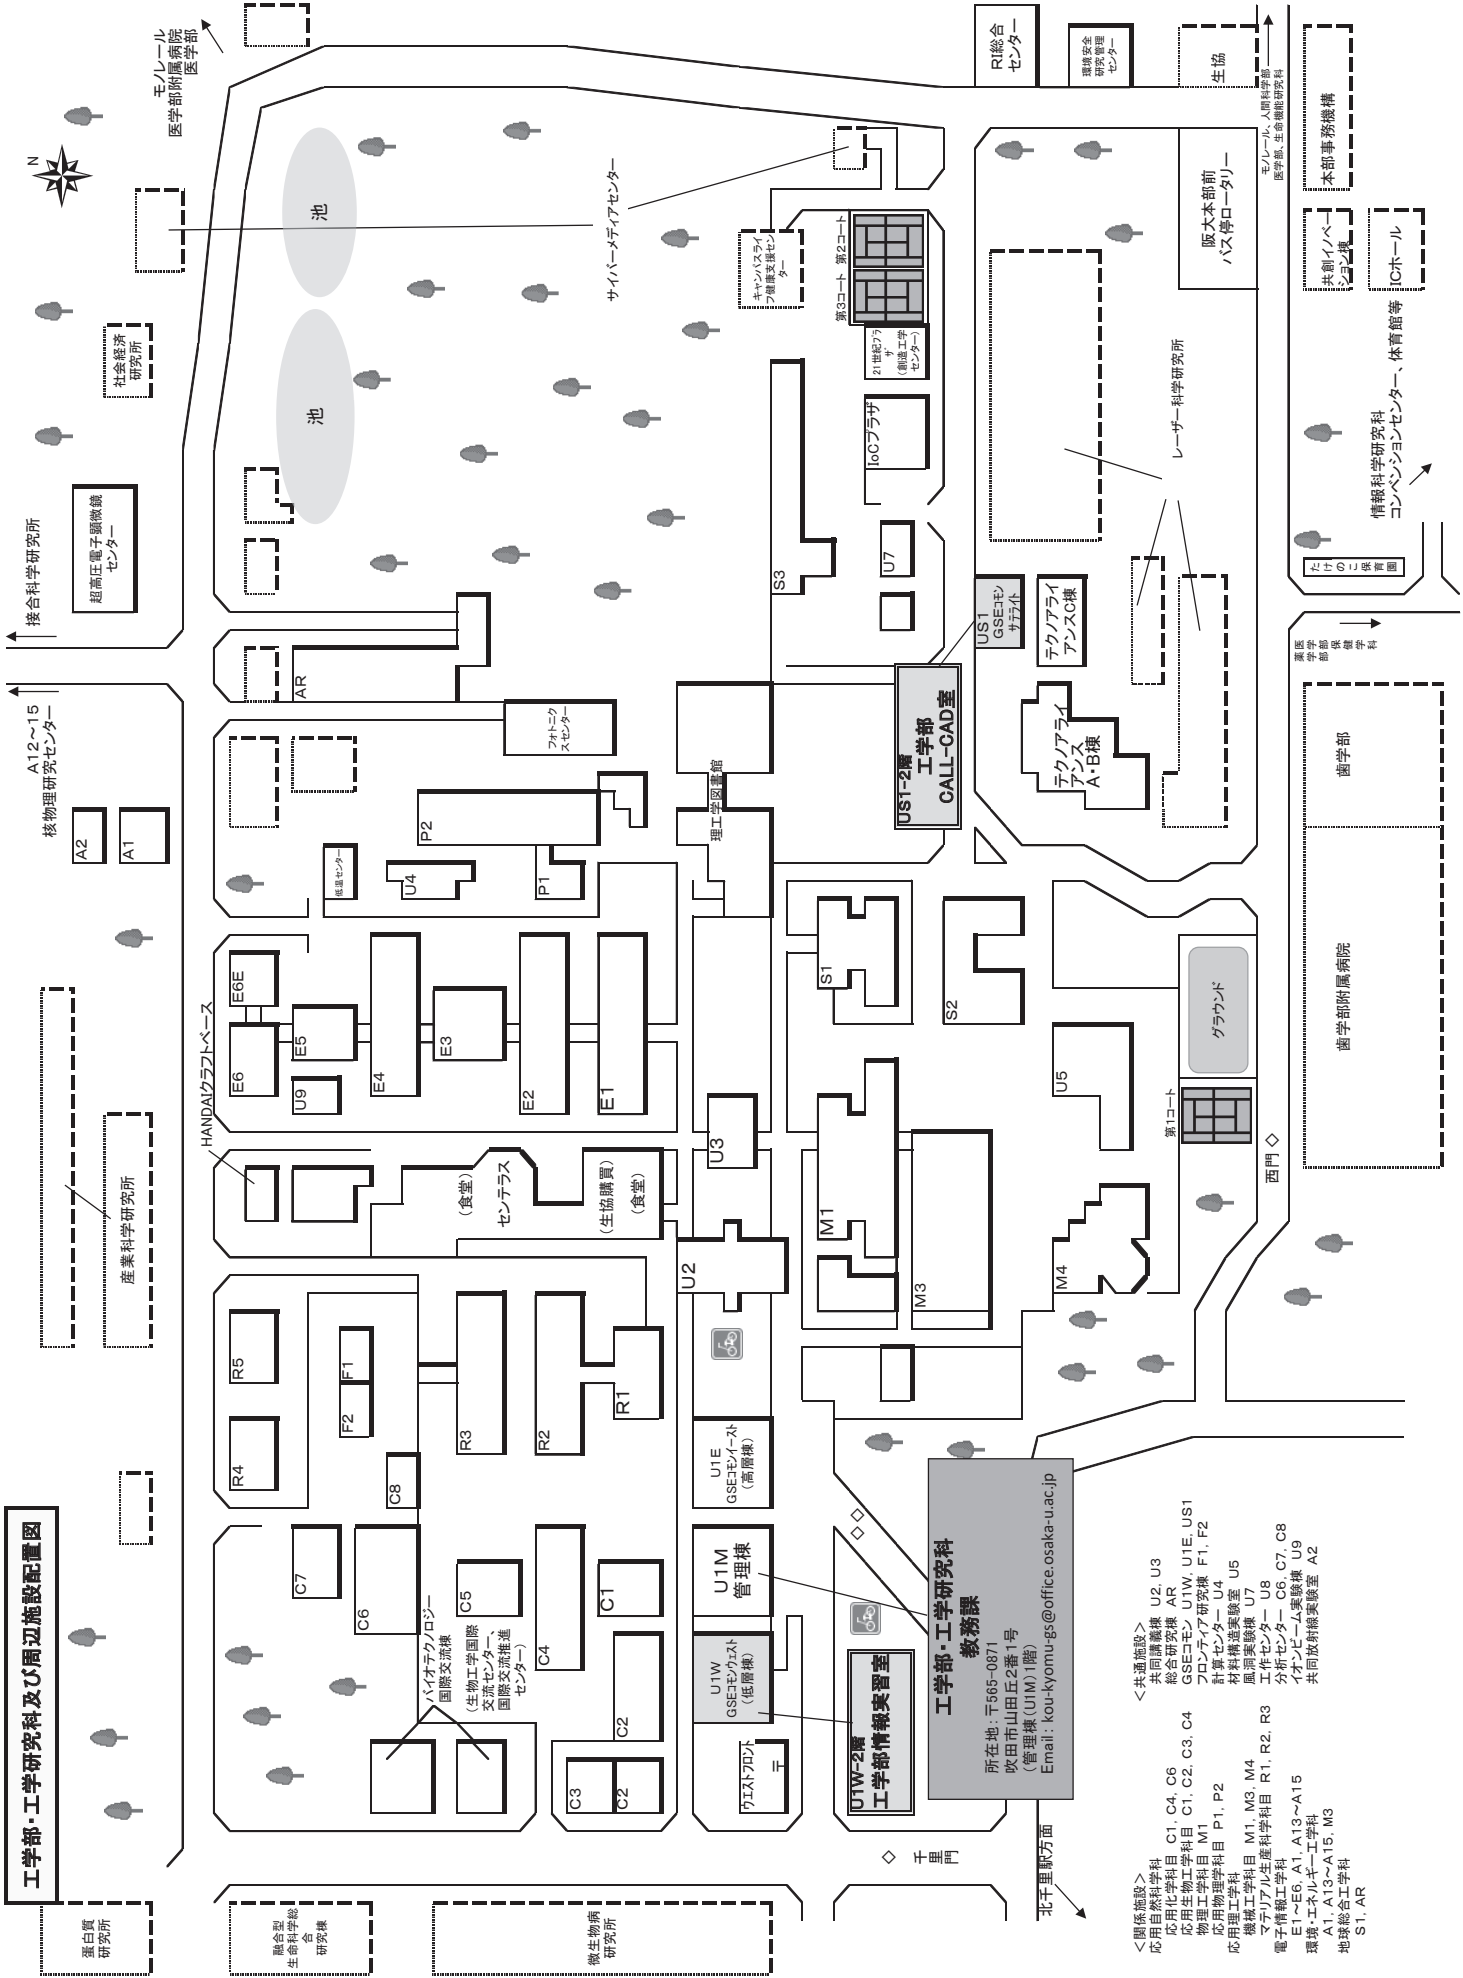 工学部・工学研究科及び周辺施設配置図
蛋白質
研究所
産業科学研究所
A12～15
核物理研究センター
A2
A1
接合科学研究所
超高圧電子顕微鏡
センター
社会経済
研究所
N
モノレール
医学部附属病院
医学部
融合型
生命科学総
合
研究棟
微生物病
研究所
バイオテクノロジー
国際交流棟
(生物工学国際
交流センター、
国際交流推進
センター)
C7
C6
C5
C4
C1
C2
C3
C2
C8
R4
R5
F2
F1
R3
R2
R1
HANDAIクラフトベース
(食堂)
センテラス
(生協購買)
(食堂)
E6
E6E
U9
E5
E4
E3
E2
E1
低温センター
U4
P1
P2
フォトニク
スセンター
AR
池
池
サイバーメディアセンター
キャンパスライ
フ健康支援セン
ター
ウエストフロント
〒
U1W
GSEコモンウェスト
(低層棟)
U1M
管理棟
U1E
GSEコモンイースト
(高層棟)
U2
U3
理工学図書館
S3
U7
IoCプラザ
21世紀プラ
ザ
(創造工学
センター)
第3コート
第2コート
U1W-2階
工学部情報実習室
M1
M3
M4
S1
S2
U5
US1-2階
工学部
CALL-CAD室
US1
GSEコモン
サテライト
テクノアライ
アンスC棟
テクノアライ
アンス
A・B棟
レーザー科学研究所
RI総合
センター
環境安全
研究管理
センター
生協
阪大本部前
バス停ロータリー
モノレール、人間科学部
医学部、生命機能研究科
本部事務機構
共創イノベー
ション棟
ICホール
情報科学研究科
コンベンションセンター、体育館等
たけのこ保育園
医学部保健学科
薬学部
歯学部
歯学部附属病院
グラウンド
第1コート
西門
千里門
北千里駅方面
工学部・工学研究科
教務課
所在地：〒565-0871
吹田市山田丘2番1号
(管理棟(U1M)1階)
Email: kou-kyomu-gs@office.osaka-u.ac.jp
＜関係施設＞
応用自然科学科
応用化学科目 C1, C4, C6
応用生物工学科目 C1, C2, C3, C4
物理工学科目 M1
応用物理学科目 P1, P2
応用理工学科
機械工学科目 M1, M3, M4
マテリアル生産科学科目 R1, R2, R3
電子情報工学科
E1～E6, A1, A13～A15
環境・エネルギー工学科
A1, A13～A15, M3
地球総合工学科
S1, AR
＜共通施設＞
共同講義棟 U2, U3
総合研究棟 AR
GSEコモン U1W, U1E, US1
フロンティア研究棟 F1, F2
計算センター U4
材料構造実験室 U5
風洞実験棟 U7
工作センター U8
分析センター C6, C7, C8
イオンビーム実験棟 U9
共同放射線実験室 A2